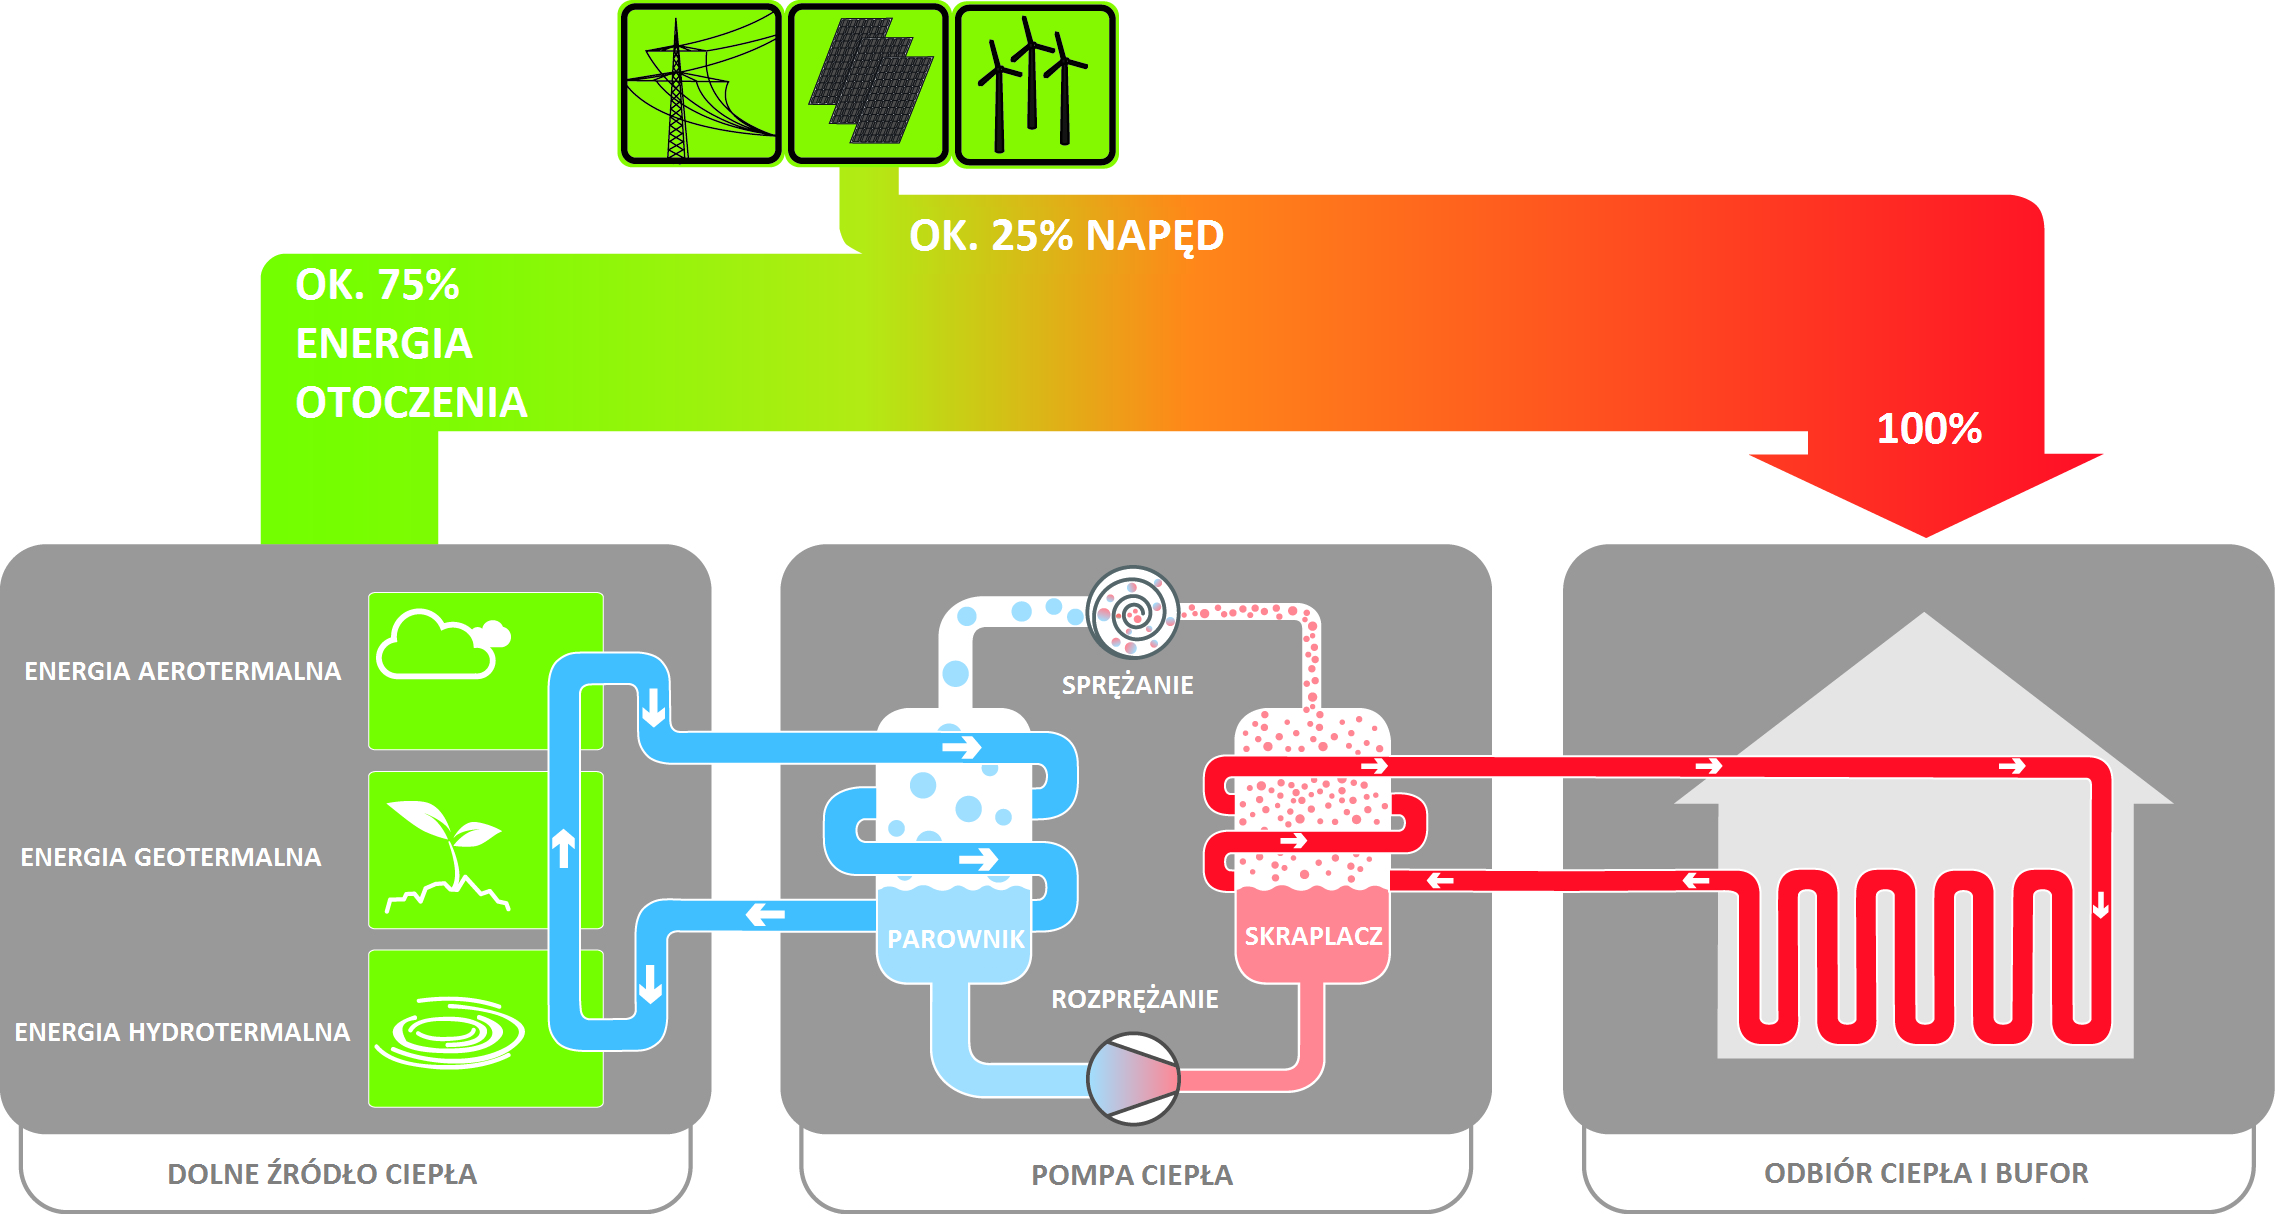 OK. 25% NAPĘD
OK. 75%
ENERGIA
OTOCZENIA
100%
ENERGIA AEROTERMALNA
ENERGIA GEOTERMALNA
ENERGIA HYDROTERMALNA
SPRĘŻANIE
PAROWNIK
SKRAPLACZ
ROZPRĘŻANIE
DOLNE ŹRÓDŁO CIEPŁA
POMPA CIEPŁA
ODBIÓR CIEPŁA I BUFOR